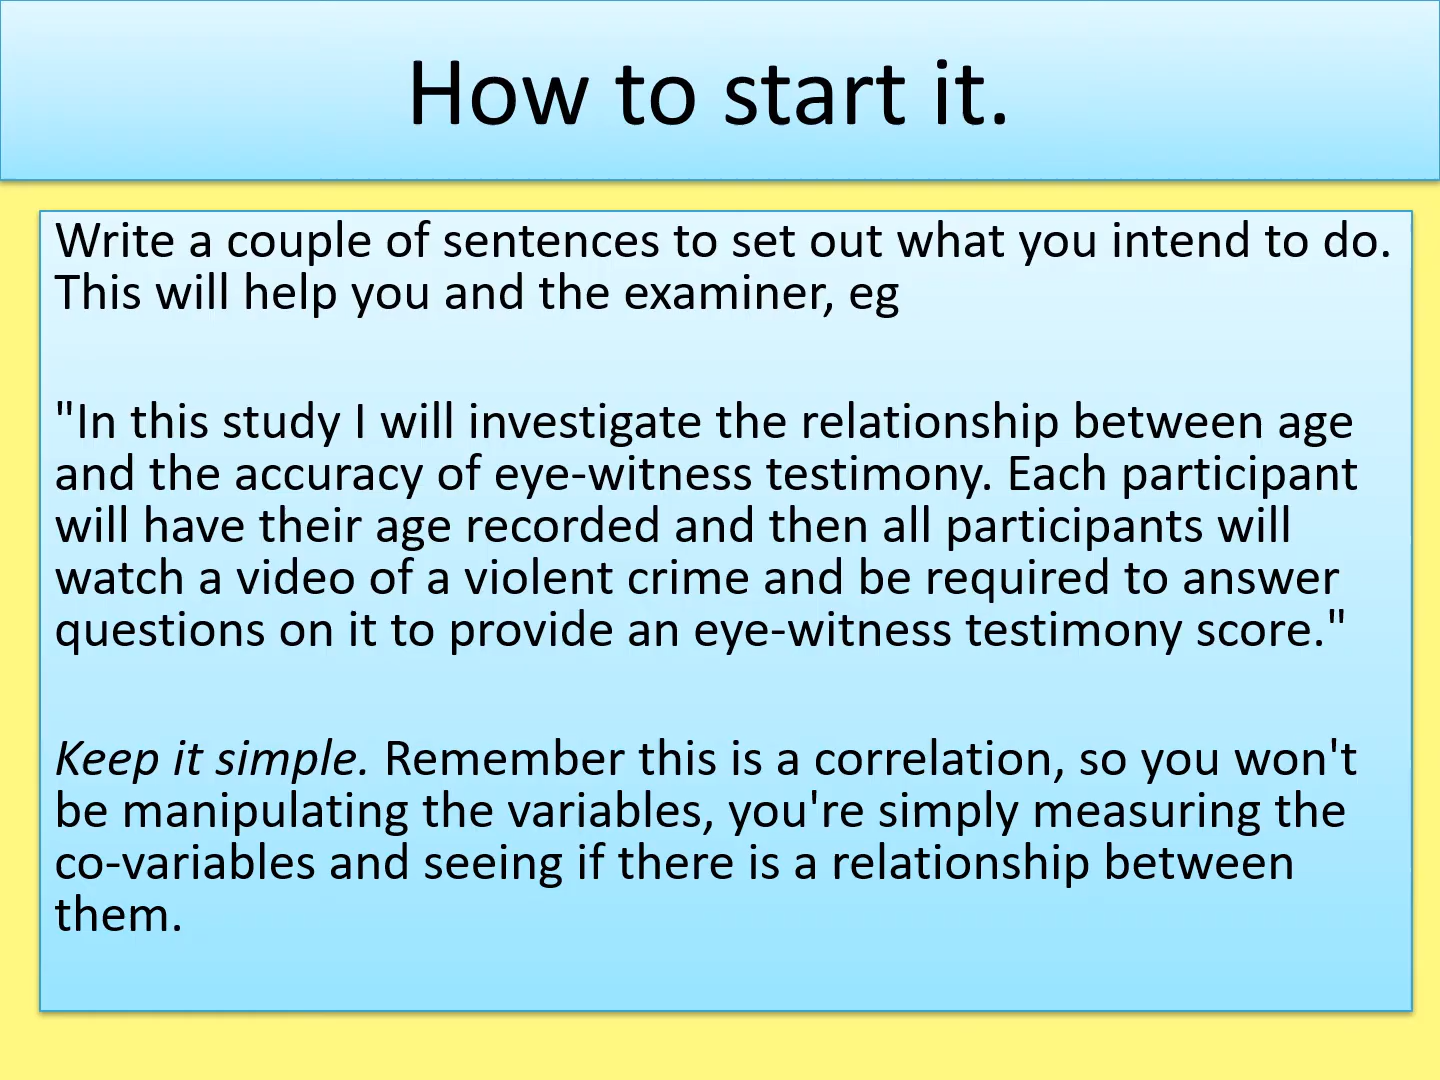 How to start it.
Write a couple of sentences to set out what you intend to do.
This will help you and the examiner, eg
"In this study I will investigate the relationship between age
and the accuracy of eye-witness testimony. Each participant
will have their age recorded and then all participants will
watch a video of a violent crime and be required to answer
questions on it to provide an eye-witness testimony score."
Keep it simple. Remember this is a correlation, so you won't
be manipulating the variables, you're simply measuring the
co-variables and seeing if there is a relationship between
them.